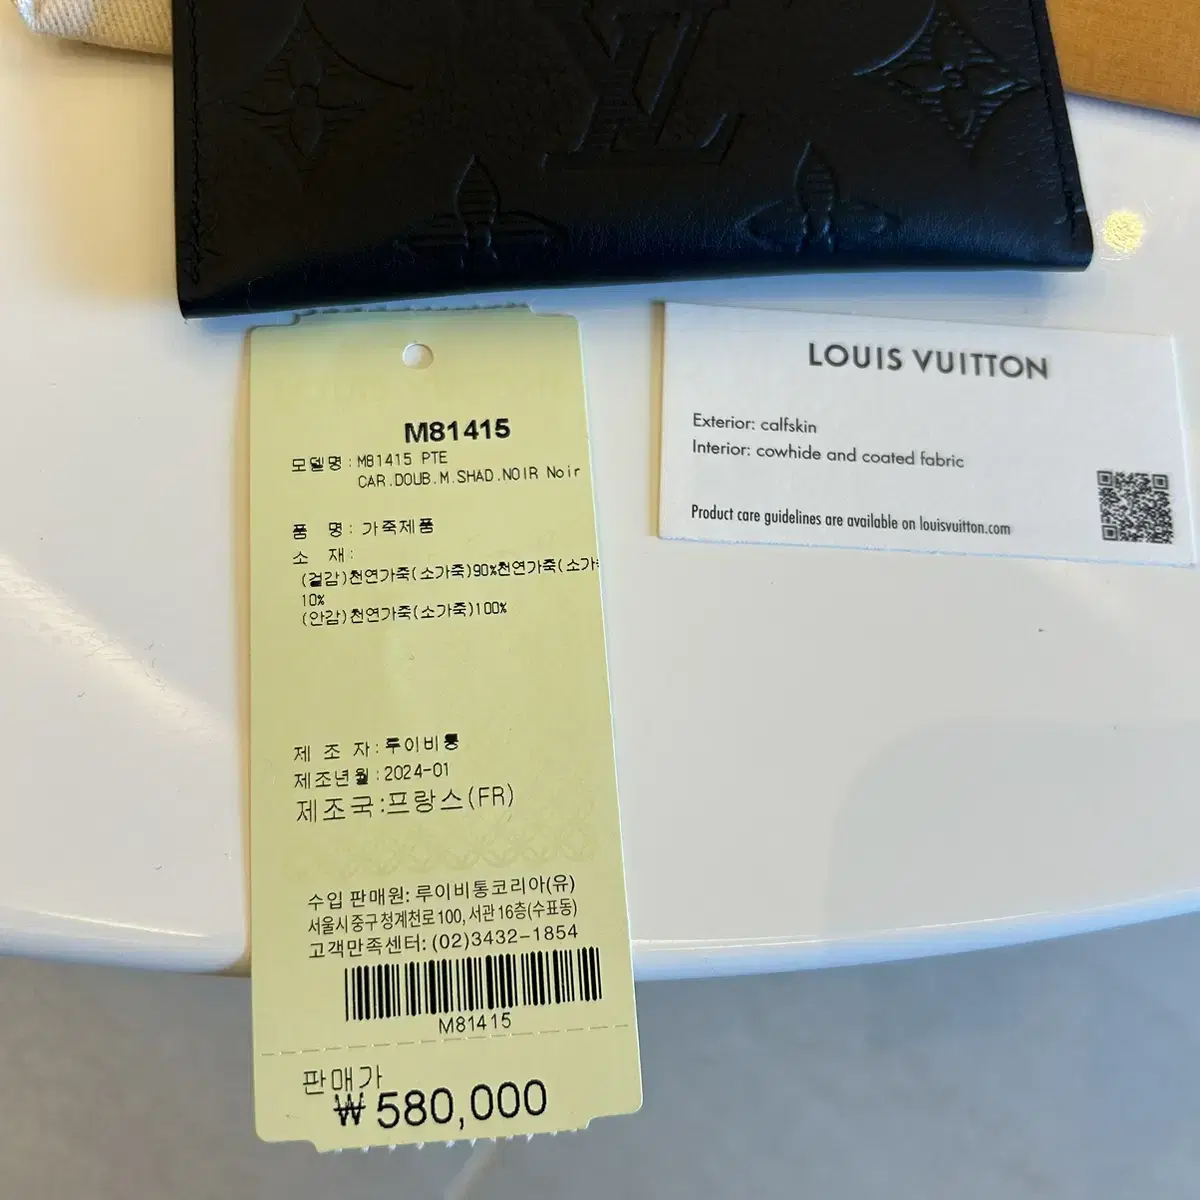 M81415
모델명: M81415 PTE
CAR.DOUB.M.SHAD.NOIR Noir
품 명: 가죽제품
소 재:
(겉감)천연가죽(소가죽)90%천연가죽(소가
10%
(안감)천연가죽(소가죽)100%
제 조 자: 루이비통
제조년월: 2024-01
제조국:프랑스(FR)
수입 판매원: 루이비통코리아(유)
서울시 중구 청계천로 100, 서관 16층(수표동)
고객만족센터: (02)3432-1854
M81415
판매가
₩580,000
LOUIS VUITTON
Exterior: calfskin
Interior: cowhide and coated fabric
Product care guidelines are available on louisvuitton.com
LV